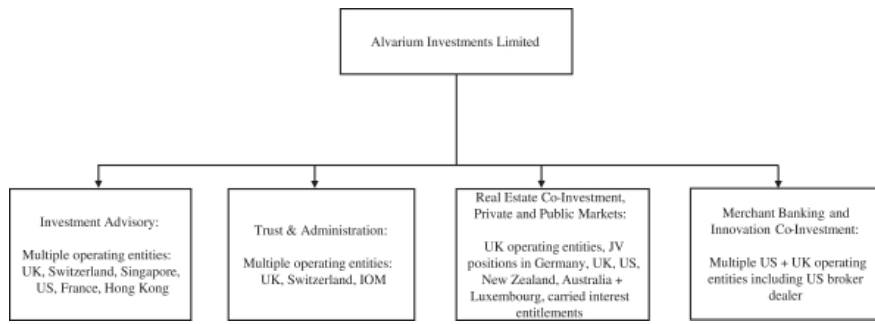 Alvarium Investments Limited
Investment Advisory:
Multiple operating entities:
UK, Switzerland, Singapore,
US, France, Hong Kong
Trust & Administration:
Multiple operating entities:
UK, Switzerland, IOM
Real Estate Co-Investment,
Private and Public Markets:
UK operating entities, JV
positions in Germany, UK, US,
New Zealand, Australia +
Luxembourg, carried interest
entitlements
Merchant Banking and
Innovation Co-Investment:
Multiple US + UK operating
entities including US broker
dealer